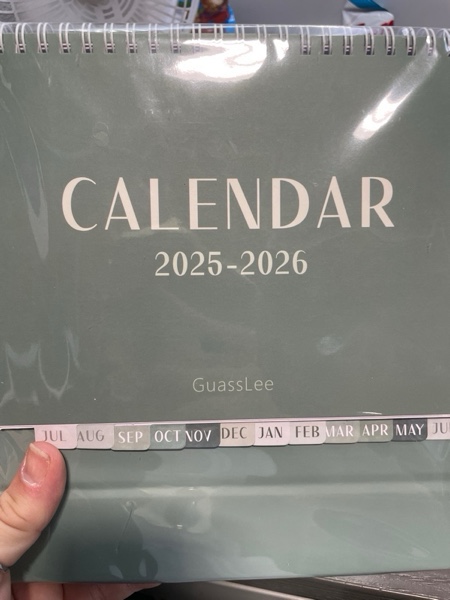 CALENDAR
2025-2026
GuassLee
JUL AUG SEP OCT NOV DEC JAN FEB MAR APR MAY